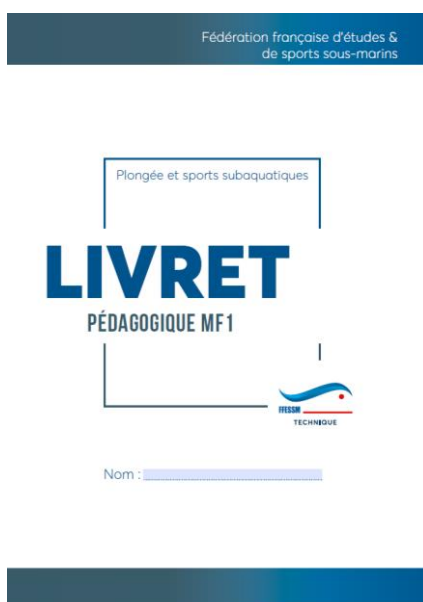 Fédération française d'études &
de sports sous-marins
Plongée et sports subaquatiques
LIVRET
PÉDAGOGIQUE MF1
FFESSM
TECHNIQUE
Nom :